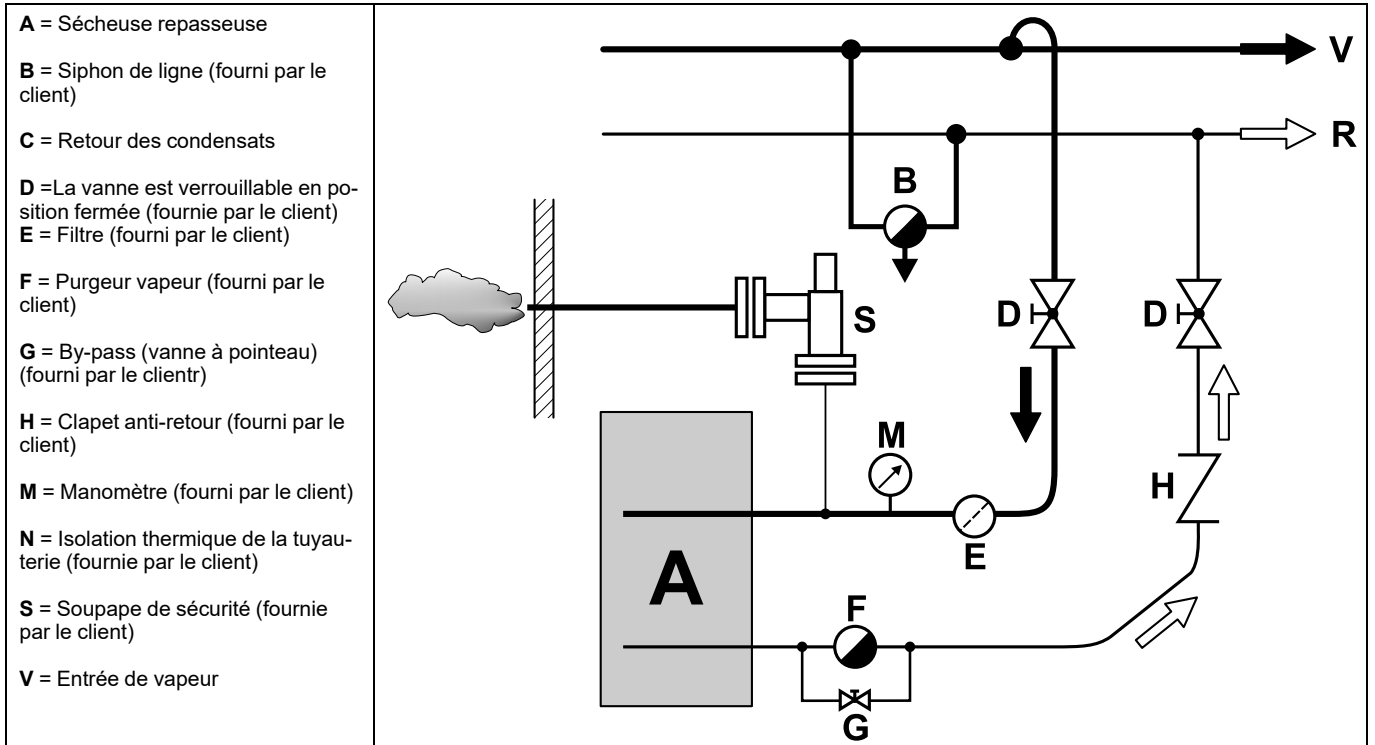 A = Sécheuse repasseuse
B = Siphon de ligne (fourni par le
client)
C = Retour des condensats
D =La vanne est verrouillable en po-
sition fermée (fournie par le client)
E = Filtre (fourni par le client)
F = Purgeur vapeur (fourni par le
client)
G = By-pass (vanne à pointeau)
(fourni par le clientr)
H = Clapet anti-retour (fourni par le
client)
M = Manomètre (fourni par le client)
N = Isolation thermique de la tuyau-
terie (fournie par le client)
S = Soupape de sécurité (fournie
par le client)
V = Entrée de vapeur
V
R
B
S
D
D
M
H
E
A
F
G